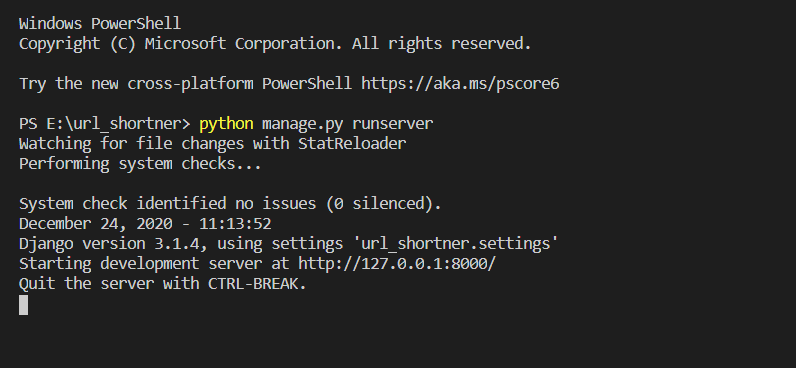 Windows PowerShell
Copyright (C) Microsoft Corporation. All rights reserved.
Try the new cross-platform PowerShell https://aka.ms/pscore6
PS E:\url_shortner> python manage.py runserver
Watching for file changes with StatReloader
Performing system checks...
System check identified no issues (0 silenced).
December 24, 2020 - 11:13:52
Django version 3.1.4, using settings 'url_shortner.settings'
Starting development server at http://127.0.0.1:8000/
Quit the server with CTRL-BREAK.